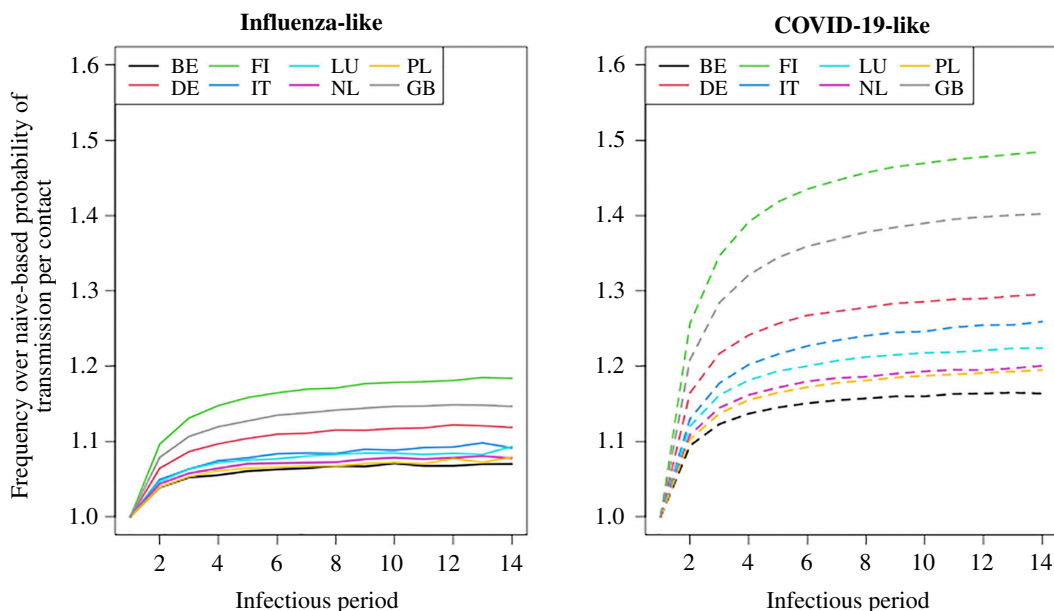 Influenza-like
COVID-19-like
Frequency over naive-based probability of
transmission per contact
1.6
1.5
1.4
1.3
1.2
1.1
1.0
BE FI LU PL
DE IT NL GB
2 4 6 8 10 12 14
Infectious period
1.6
1.5
1.4
1.3
1.2
1.1
1.0
BE FI LU PL
DE IT NL GB
2 4 6 8 10 12 14
Infectious period